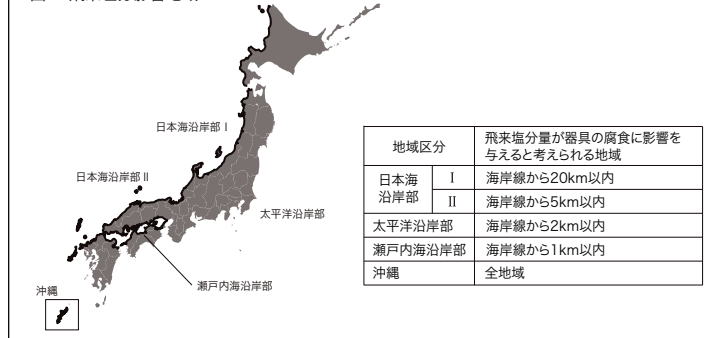 日本海沿岸部Ⅰ
日本海沿岸部Ⅱ
太平洋沿岸部
瀬戸内海沿岸部
沖縄
地域区分
飛来塩分量が器具の腐食に影響を
与えると考えられる地域
日本海
沿岸部
Ⅰ
海岸線から20km以内
Ⅱ
海岸線から5km以内
太平洋沿岸部
海岸線から2km以内
瀬戸内海沿岸部
海岸線から1km以内
沖縄
全地域